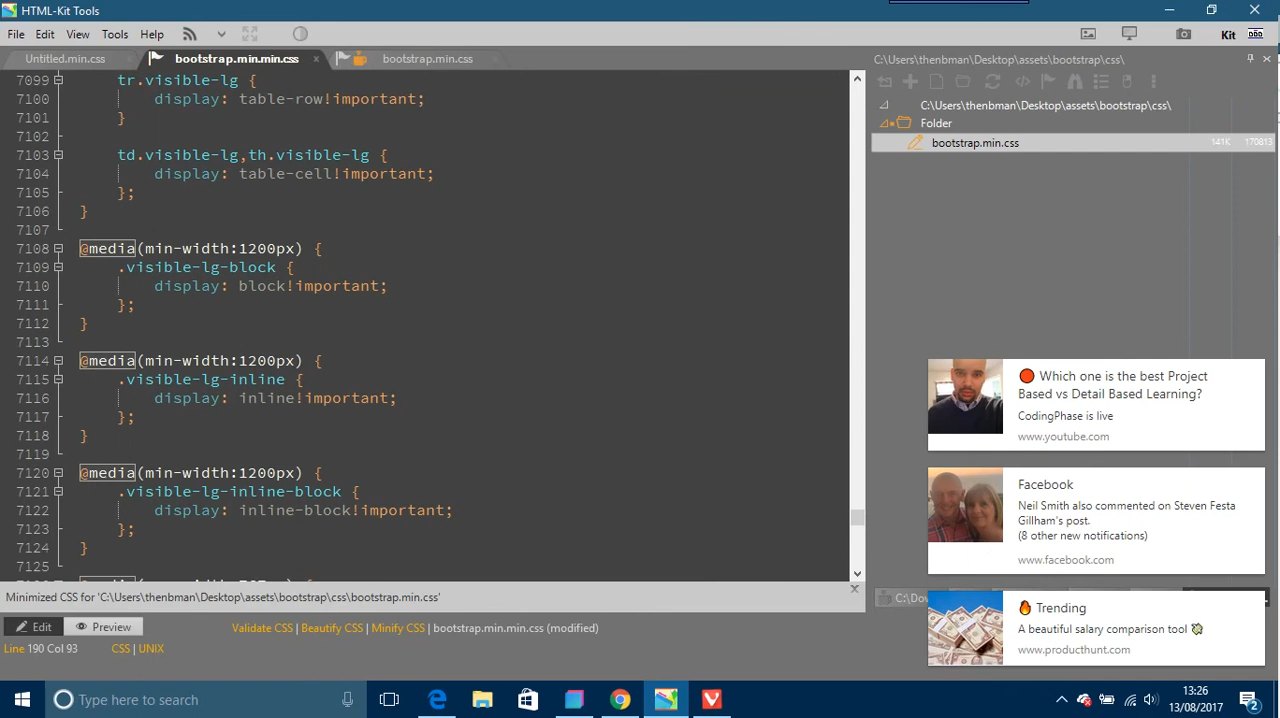 HTML-Kit Tools
File Edit View Tools Help
Kit
Untitled.min.css x bootstrap.min.min.css x bootstrap.min.css x
7099 tr.visible-lg {
7100 display: table-row!important;
7101 }
7102
7103 td.visible-lg,th.visible-lg {
7104 display: table-cell!important;
7105 };
7106 }
7107
7108 @media(min-width:1200px) {
7109 .visible-lg-block {
7110 display: block!important;
7111 };
7112 }
7113
7114 @media(min-width:1200px) {
7115 .visible-lg-inline {
7116 display: inline!important;
7117 };
7118 }
7119
7120 @media(min-width:1200px) {
7121 .visible-lg-inline-block {
7122 display: inline-block!important;
7123 };
7124 }
7125
Minimized CSS for 'C:\Users\thenbman\Desktop\assets\bootstrap\css\bootstrap.min.css'
Edit Preview Validate CSS | Beautify CSS | Minify CSS | bootstrap.min.min.css (modified)
Line 190 Col 93 CSS | UNIX
C:\Users\thenbman\Desktop\assets\bootstrap\css\
C:\Users\thenbman\Desktop\assets\bootstrap\css\
Folder
bootstrap.min.css 141K 170813
Which one is the best Project
Based vs Detail Based Learning?
CodingPhase is live
www.youtube.com
Facebook
Neil Smith also commented on Steven Festa
Gillham's post.
(8 other new notifications)
www.facebook.com
Trending
A beautiful salary comparison tool
www.producthunt.com
Type here to search
13:26
13/08/2017
2